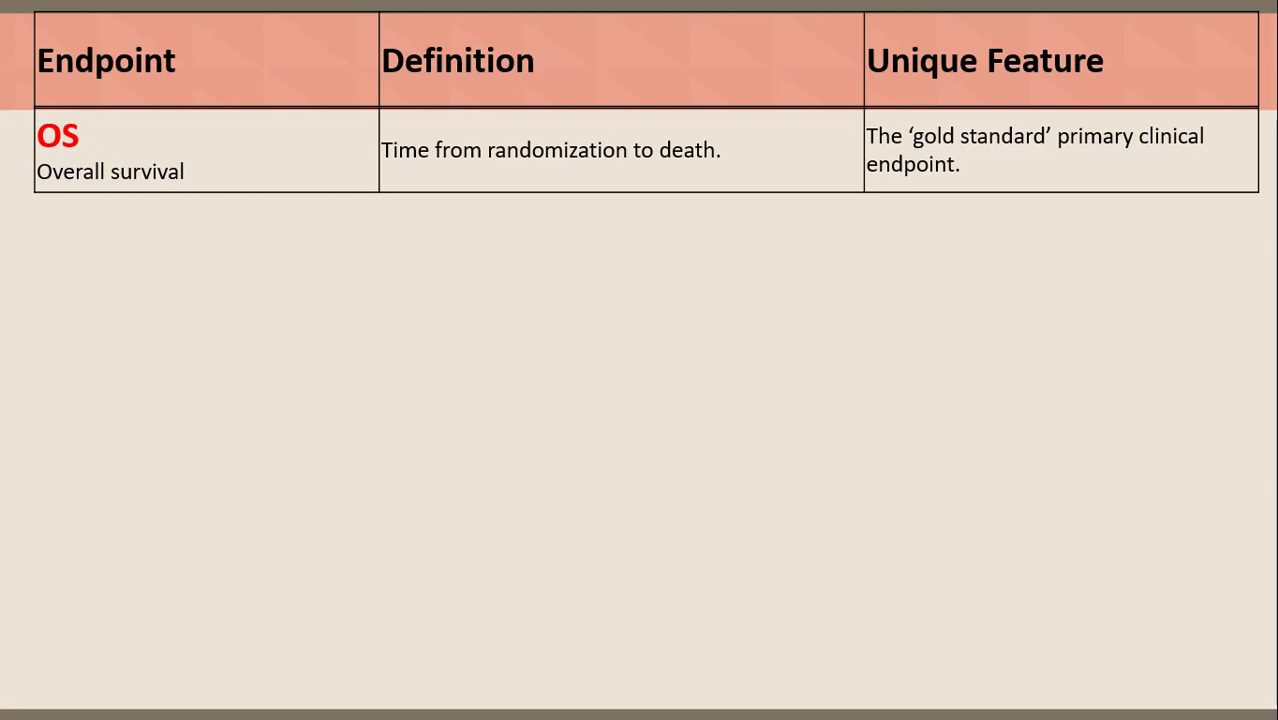 Endpoint
Definition
Unique Feature
OS
Overall survival
Time from randomization to death.
The ‘gold standard’ primary clinical
endpoint.